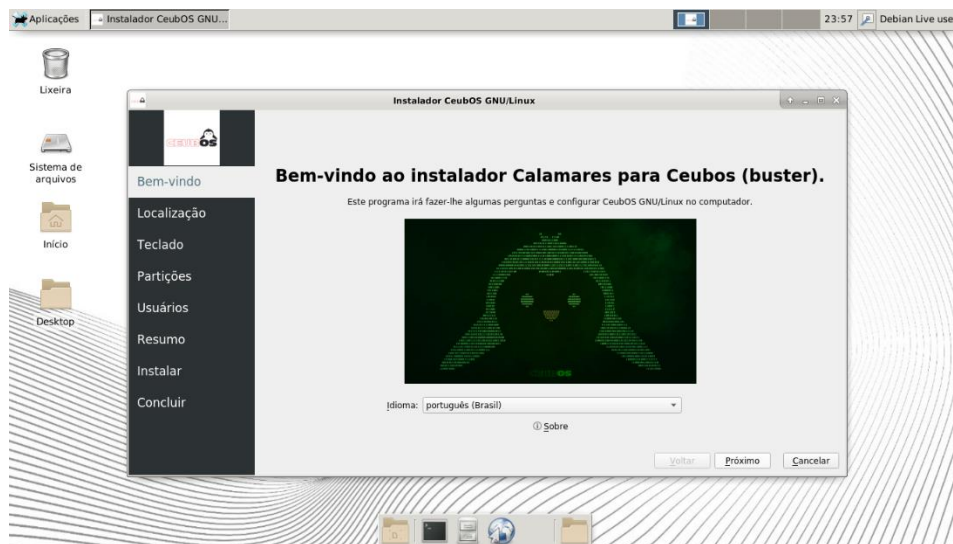 Aplicações
Instalador CeubOS GNU...
23:57
Debian Live use
Lixeira
Sistema de
arquivos
Início
Desktop
Instalador CeubOS GNU/Linux
CEUBOS
Bem-vindo
Localização
Teclado
Partições
Usuários
Resumo
Instalar
Concluir
Bem-vindo ao instalador Calamares para Ceubos (buster).
Este programa irá fazer-lhe algumas perguntas e configurar CeubOS GNU/Linux no computador.
Idioma: português (Brasil)
Sobre
Voltar
Próximo
Cancelar